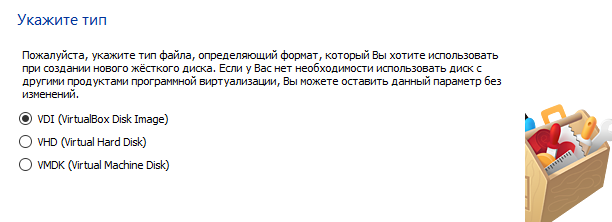 Укажите тип
Пожалуйста, укажите тип файла, определяющий формат, который Вы хотите использовать
при создании нового жёсткого диска. Если у Вас нет необходимости использовать диск с
другими продуктами программной виртуализации, Вы можете оставить данный параметр без
изменений.
VDI (VirtualBox Disk Image)
VHD (Virtual Hard Disk)
VMDK (Virtual Machine Disk)